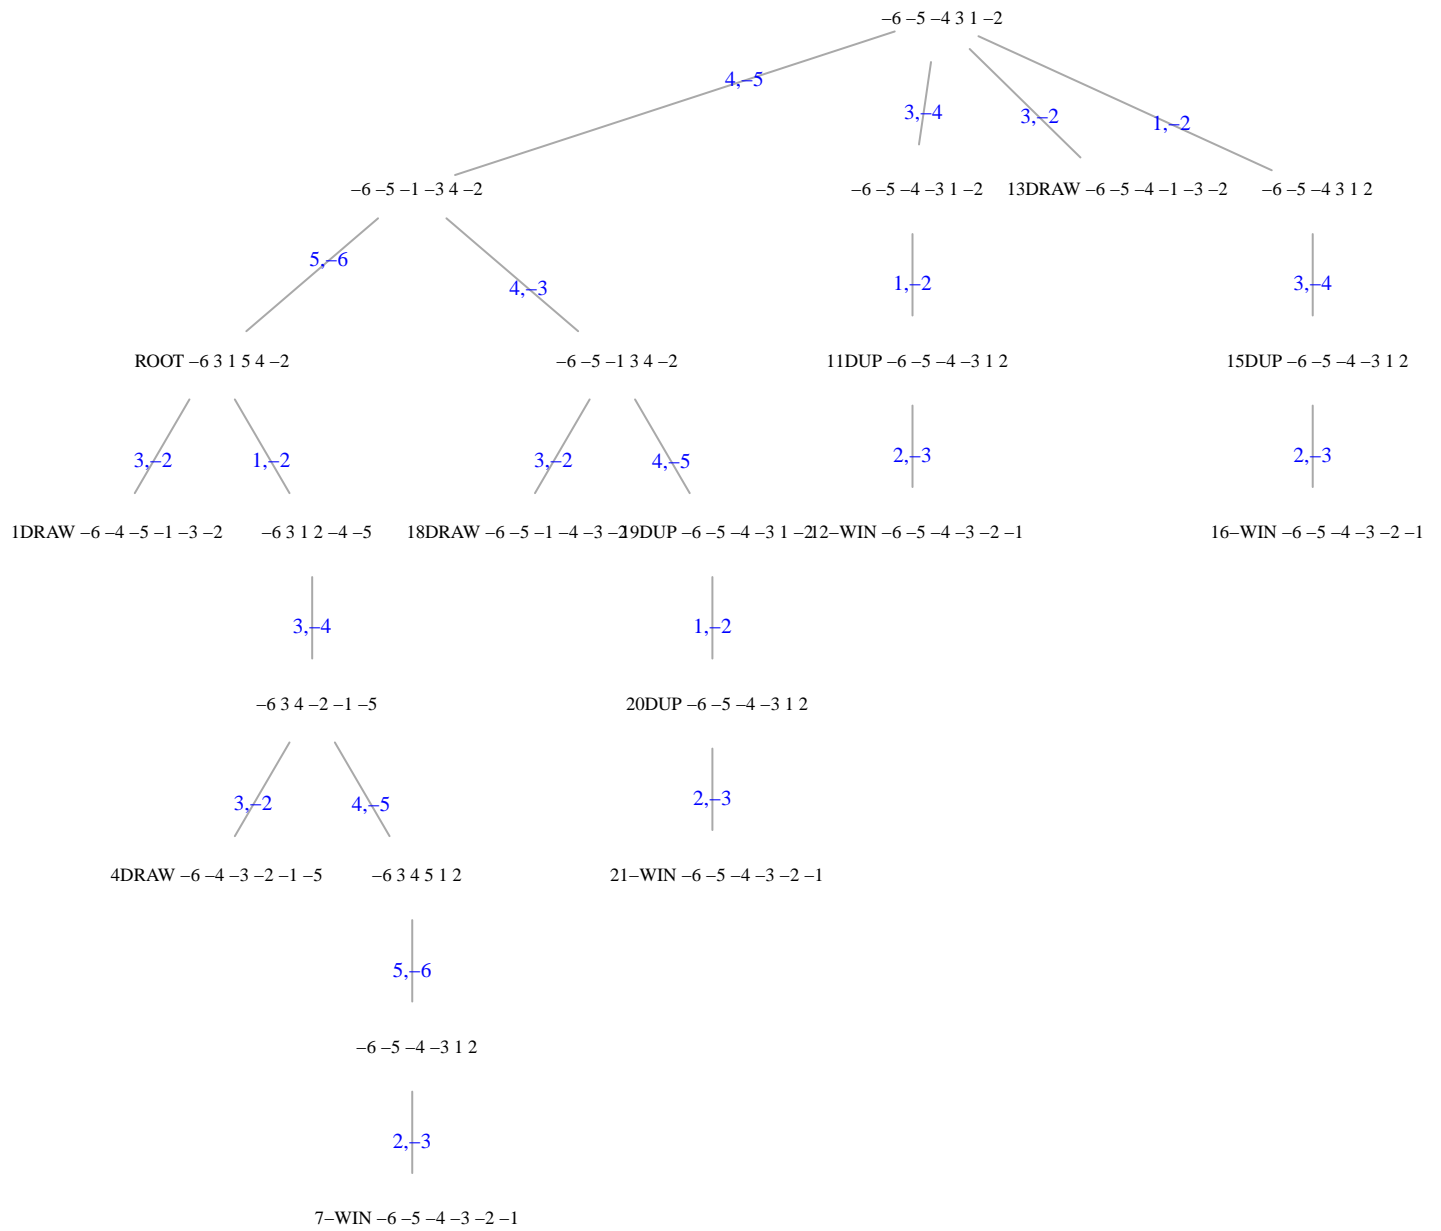 –6 –5 –4 3 1 –2
4,–5
3,–4
3,–2
1,–2
–6 –5 –1 –3 4 –2
–6 –5 –4 –3 1 –2
13DRAW –6 –5 –4 –1 –3 –2
–6 –5 –4 3 1 2
5,–6
4,–3
1,–2
3,–4
ROOT –6 3 1 5 4 –2
–6 –5 –1 3 4 –2
11DUP –6 –5 –4 –3 1 2
15DUP –6 –5 –4 –3 1 2
3,–2
1,–2
3,–2
4,–5
2,–3
2,–3
1DRAW –6 –4 –5 –1 –3 –2
–6 3 1 2 –4 –5
18DRAW –6 –5 –1 –4 –3 –2
19DUP –6 –5 –4 –3 1 –2
12–WIN –6 –5 –4 –3 –2 –1
16–WIN –6 –5 –4 –3 –2 –1
3,–4
1,–2
–6 3 4 –2 –1 –5
20DUP –6 –5 –4 –3 1 2
3,–2
4,–5
2,–3
4DRAW –6 –4 –3 –2 –1 –5
–6 3 4 5 1 2
21–WIN –6 –5 –4 –3 –2 –1
5,–6
–6 –5 –4 –3 1 2
2,–3
7–WIN –6 –5 –4 –3 –2 –1